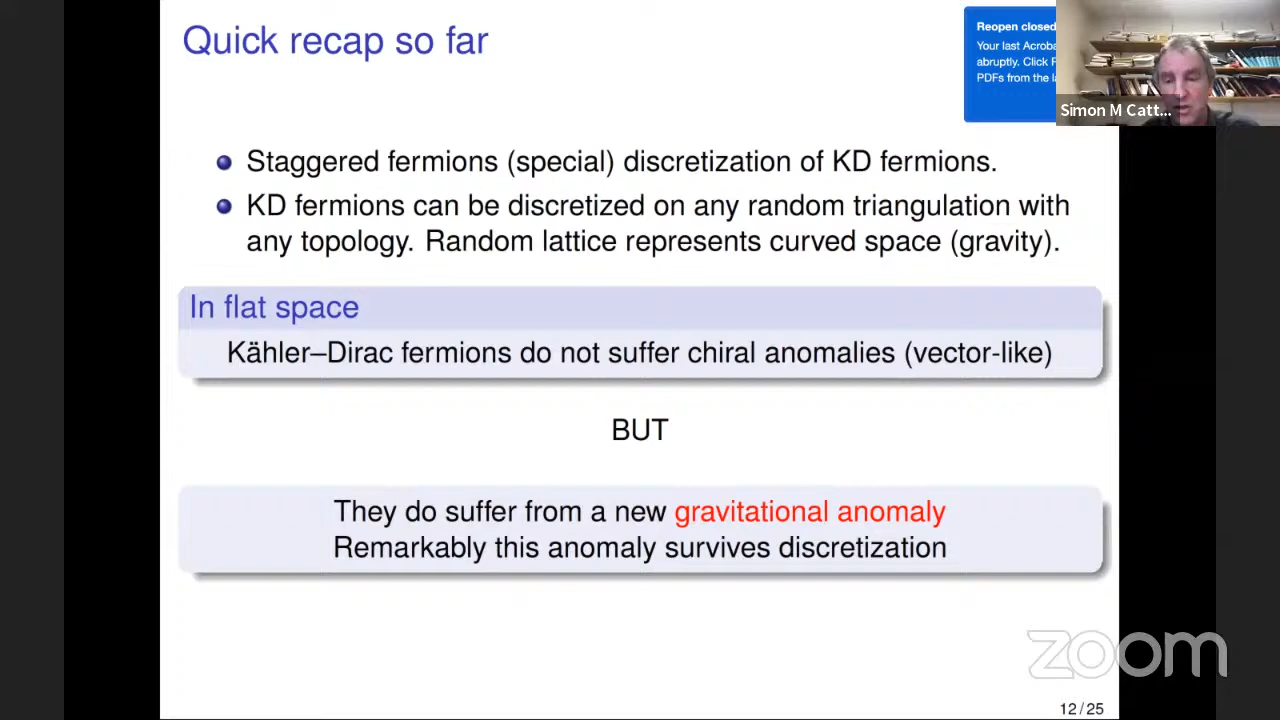 Quick recap so far
Reopen closed
Your last Acroba
abruptly. Click
PDFs from the la
Simon M Catt...
Staggered fermions (special) discretization of KD fermions.
KD fermions can be discretized on any random triangulation with
any topology. Random lattice represents curved space (gravity).
In flat space
Kähler–Dirac fermions do not suffer chiral anomalies (vector-like)
BUT
They do suffer from a new gravitational anomaly
Remarkably this anomaly survives discretization
zoom
12/25